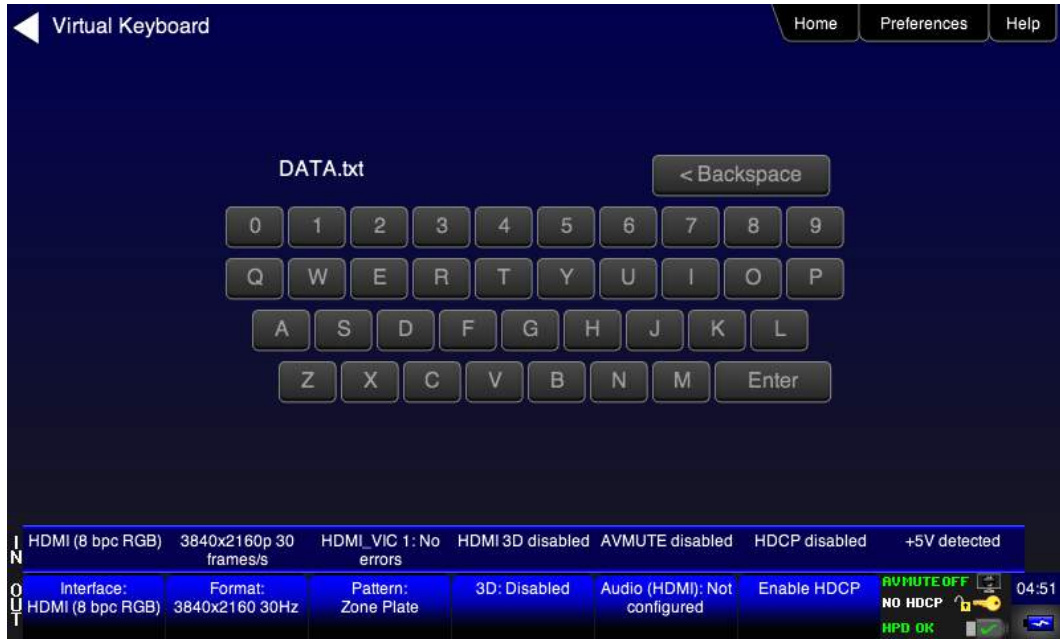 Virtual Keyboard
Home Preferences Help
DATA.txt
< Backspace
0 1 2 3 4 5 6 7 8 9
Q W E R T Y U I O P
A S D F G H J K L
Z X C V B N M Enter
IN
HDMI (8 bpc RGB)
3840x2160p 30
frames/s
HDMI_VIC 1: No
errors
HDMI 3D disabled
AVMUTE disabled
HDCP disabled
+5V detected
OUT
Interface:
HDMI (8 bpc RGB)
Format:
3840x2160 30Hz
Pattern:
Zone Plate
3D: Disabled
Audio (HDMI): Not
configured
Enable HDCP
AVMUTE OFF
NO HDCP
HPD OK
04:51